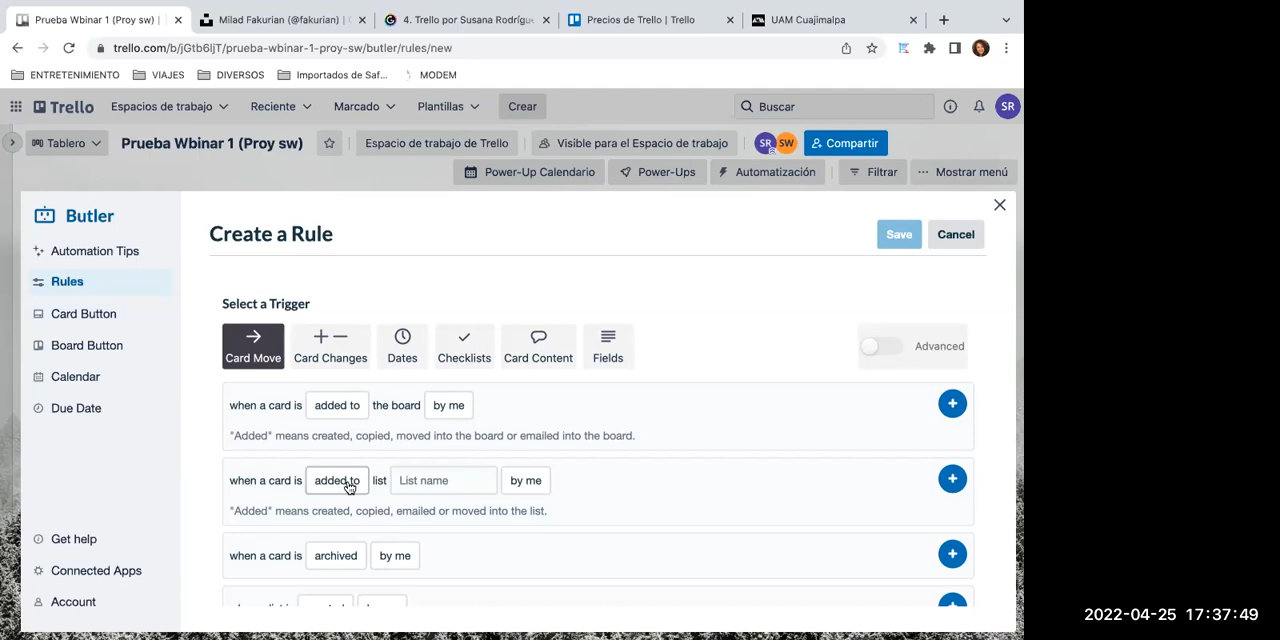 Prueba Wbinar 1 (Proy sw) |
Milad Fakurian (@fakurian) |
4. Trello por Susana Rodrígu
Precios de Trello | Trello
UAM Cuajimalpa
trello.com/b/jGtb6IjT/prueba-wbinar-1-proy-sw/butler/rules/new
ENTRETENIMIENTO VIAJES DIVERSOS Importados de Saf... MODEM
Trello Espacios de trabajo Reciente Marcado Plantillas Crear Buscar SR
Tablero Prueba Wbinar 1 (Proy sw) Espacio de trabajo de Trello Visible para el Espacio de trabajo SR SW Compartir
Power-Up Calendario Power-Ups Automatización Filtrar ··· Mostrar menú
Butler
Automation Tips
Rules
Card Button
Board Button
Calendar
Due Date
Get help
Connected Apps
Account
Create a Rule
Save Cancel
Select a Trigger
Card Move Card Changes Dates Checklists Card Content Fields Advanced
when a card is added to the board by me
"Added" means created, copied, moved into the board or emailed into the board.
when a card is added to list List name by me
"Added" means created, copied, emailed or moved into the list.
when a card is archived by me
2022-04-25 17:37:49